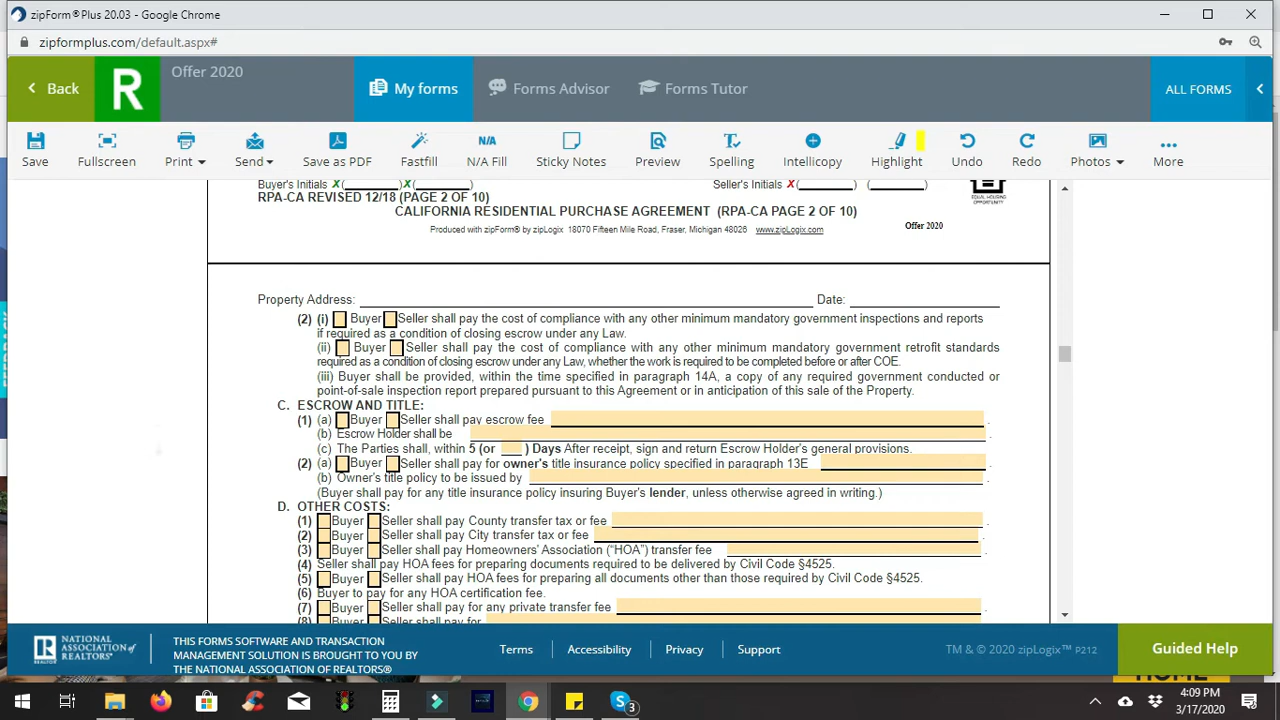 zipForm® Plus 20.03 - Google Chrome
zipformplus.com/default.aspx#
Back
R
Offer 2020
My forms
Forms Advisor
Forms Tutor
ALL FORMS
N/A
Save
Fullscreen
Print
Send
Save as PDF
Fastfill
N/A Fill
Sticky Notes
Preview
Spelling
Intellicopy
Highlight
Undo
Redo
Photos
More
Buyer's Initials X( ) X( ) Seller's Initials X( ) ( )
RPA-CA REVISED 12/18 (PAGE 2 OF 10)
EQUAL HOUSING
OPPORTUNITY
CALIFORNIA RESIDENTIAL PURCHASE AGREEMENT (RPA-CA PAGE 2 OF 10)
Produced with zipForm® by zipLogix 18070 Fifteen Mile Road, Fraser, Michigan 48026 www.zipLogix.com
Offer 2020
Property Address: Date:
(2) (i) Buyer Seller shall pay the cost of compliance with any other minimum mandatory government inspections and reports
if required as a condition of closing escrow under any Law.
(ii) Buyer Seller shall pay the cost of compliance with any other minimum mandatory government retrofit standards
required as a condition of closing escrow under any Law, whether the work is required to be completed before or after COE.
(iii) Buyer shall be provided, within the time specified in paragraph 14A, a copy of any required government conducted or
point-of-sale inspection report prepared pursuant to this Agreement or in anticipation of this sale of the Property.
C. ESCROW AND TITLE:
(1) (a) Buyer Seller shall pay escrow fee .
(b) Escrow Holder shall be .
(c) The Parties shall, within 5 (or ) Days After receipt, sign and return Escrow Holder's general provisions.
(2) (a) Buyer Seller shall pay for owner's title insurance policy specified in paragraph 13E .
(b) Owner's title policy to be issued by .
(Buyer shall pay for any title insurance policy insuring Buyer's lender, unless otherwise agreed in writing.)
D. OTHER COSTS:
(1) Buyer Seller shall pay County transfer tax or fee .
(2) Buyer Seller shall pay City transfer tax or fee .
(3) Buyer Seller shall pay Homeowners' Association ("HOA") transfer fee .
(4) Seller shall pay HOA fees for preparing documents required to be delivered by Civil Code §4525.
(5) Buyer Seller shall pay HOA fees for preparing all documents other than those required by Civil Code §4525.
(6) Buyer to pay for any HOA certification fee.
(7) Buyer Seller shall pay for any private transfer fee .
(8) Buyer Seller shall pay for
NATIONAL
ASSOCIATION of
REALTORS®
THIS FORMS SOFTWARE AND TRANSACTION
MANAGEMENT SOLUTION IS BROUGHT TO YOU BY
THE NATIONAL ASSOCIATION OF REALTORS®
Terms
Accessibility
Privacy
Support
TM & © 2020 zipLogix™ P212
Guided Help
3
4:09 PM
3/17/2020